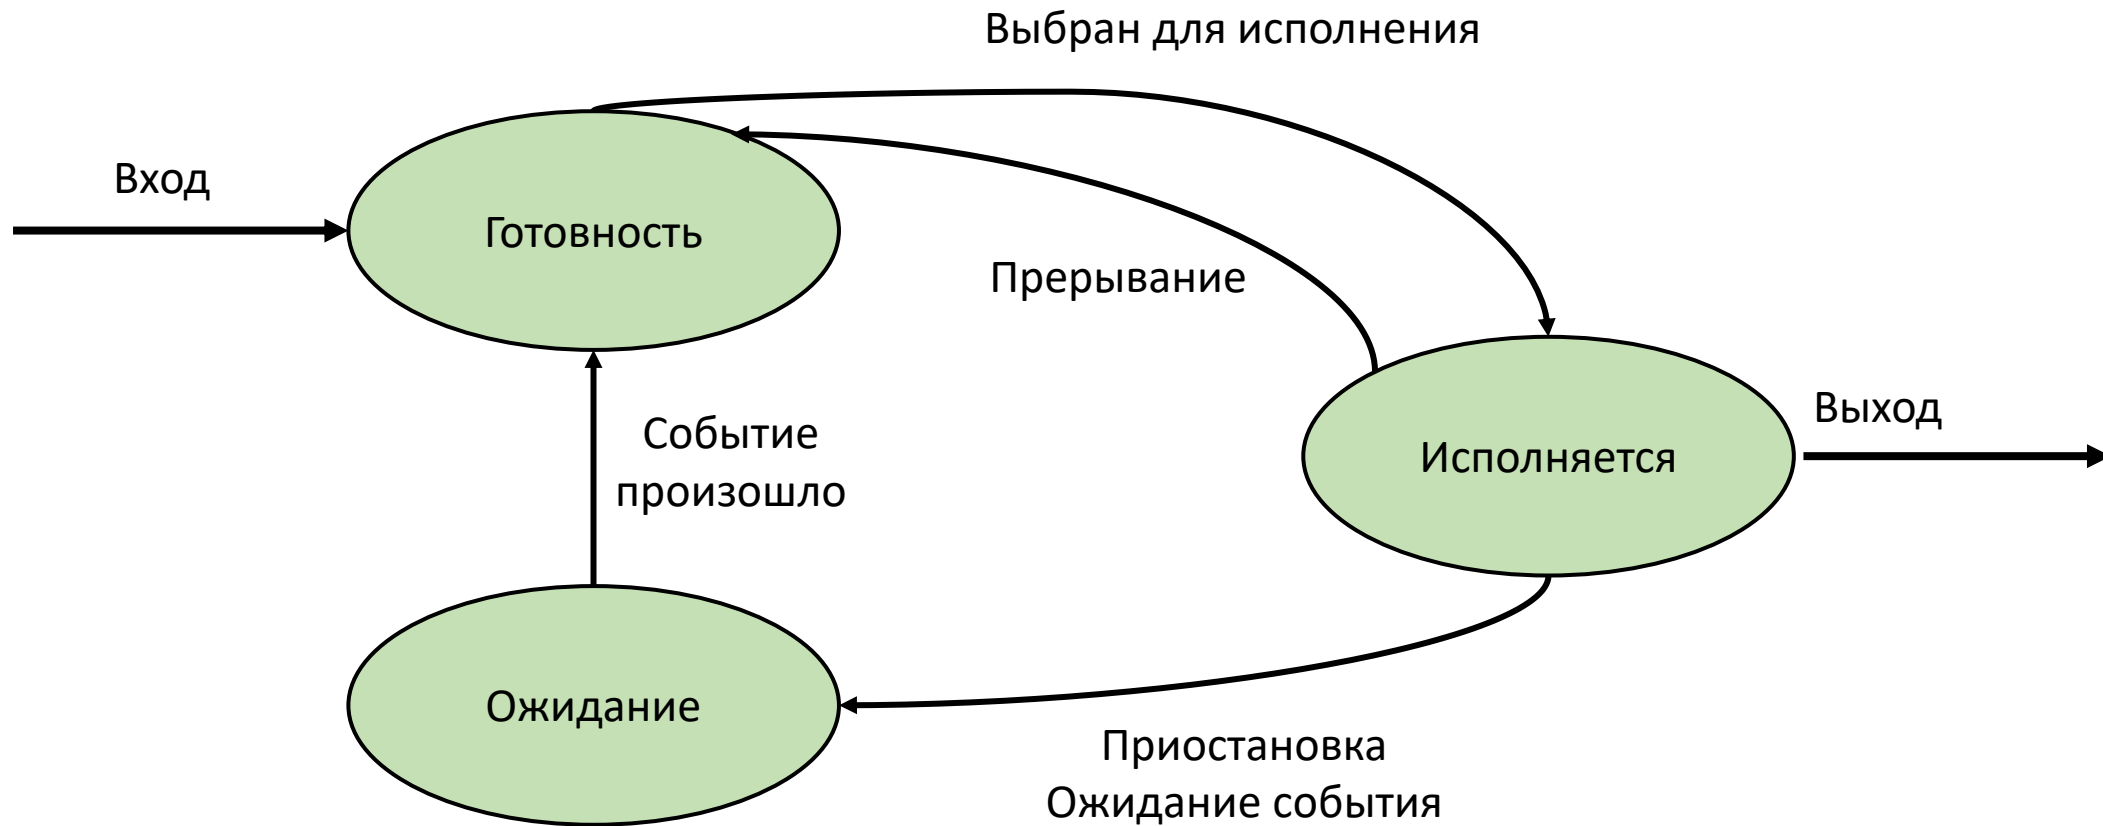 Выбран для исполнения
Вход
Готовность
Прерывание
Выход
Событие
произошло
Исполняется
Ожидание
Приостановка
Ожидание события